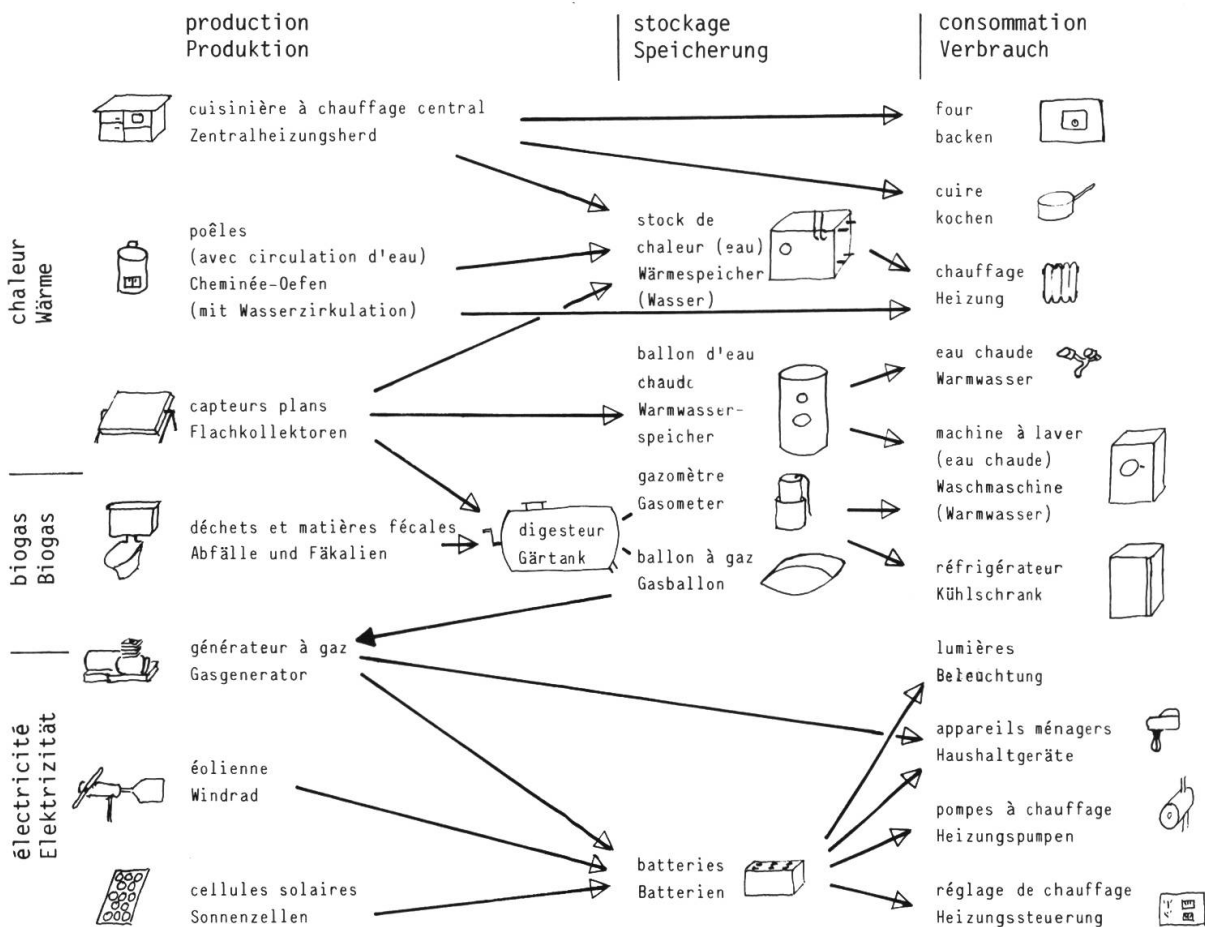 production
Produktion
stockage
Speicherung
consommation
Verbrauch
chaleur
Wärme
cuisinière à chauffage central
Zentralheizungsherd
four
backen
cuire
kochen
poêles
(avec circulation d'eau)
Cheminée-Oefen
(mit Wasserzirkulation)
stock de
chaleur (eau)
Wärmespeicher
(Wasser)
chauffage
Heizung
capteurs plans
Flachkollektoren
ballon d'eau
chaude
Warmwasser-
speicher
eau chaude
Warmwasser
machine à laver
(eau chaude)
Waschmaschine
(Warmwasser)
biogas
Biogas
déchets et matières fécales
Abfälle und Fäkalien
digesteur
Gärtank
gazomètre
Gasometer
ballon à gaz
Gasballon
réfrigérateur
Kühlschrank
électricité
Elektrizität
générateur à gaz
Gasgenerator
lumières
Beleuchtung
appareils ménagers
Haushaltgeräte
éolienne
Windrad
pompes à chauffage
Heizungspumpen
cellules solaires
Sonnenzellen
batteries
Batterien
réglage de chauffage
Heizungssteuerung